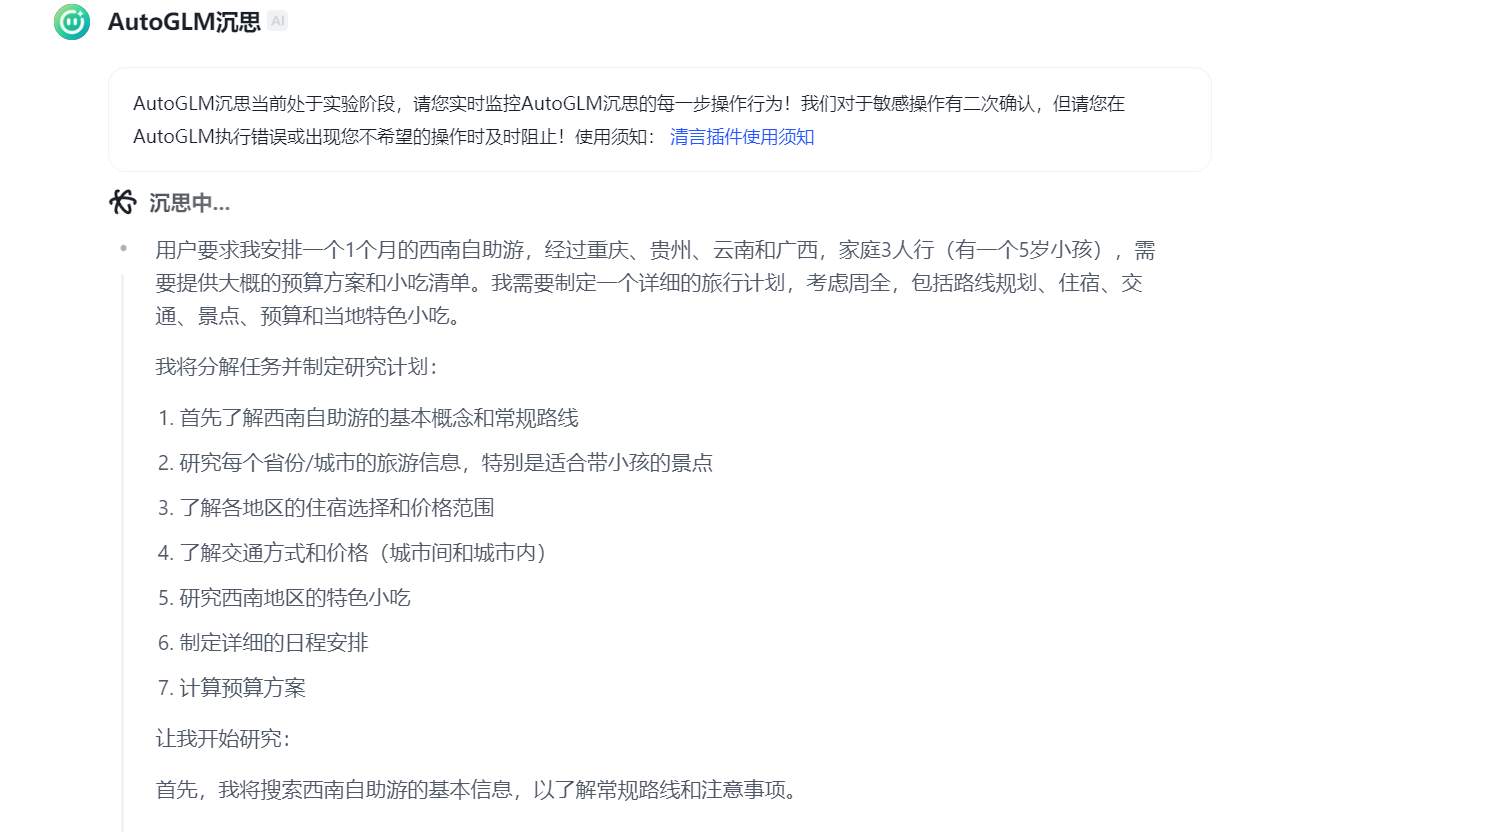 AutoGLM沉思 AI
AutoGLM沉思当前处于实验阶段，请您实时监控AutoGLM沉思的每一步操作行为！我们对于敏感操作有二次确认，但请您在
AutoGLM执行错误或出现您不希望的操作时及时阻止！使用须知： 清言插件使用须知
沉思中...
用户要求我安排一个1个月的西南自助游，经过重庆、贵州、云南和广西，家庭3人行（有一个5岁小孩），需
要提供大概的预算方案和小吃清单。我需要制定一个详细的旅行计划，考虑周全，包括路线规划、住宿、交
通、景点、预算和当地特色小吃。
我将分解任务并制定研究计划：
1. 首先了解西南自助游的基本概念和常规路线
2. 研究每个省份/城市的旅游信息，特别是适合带小孩的景点
3. 了解各地区的住宿选择和价格范围
4. 了解交通方式和价格（城市间和城市内）
5. 研究西南地区的特色小吃
6. 制定详细的日程安排
7. 计算预算方案
让我开始研究：
首先，我将搜索西南自助游的基本信息，以了解常规路线和注意事项。